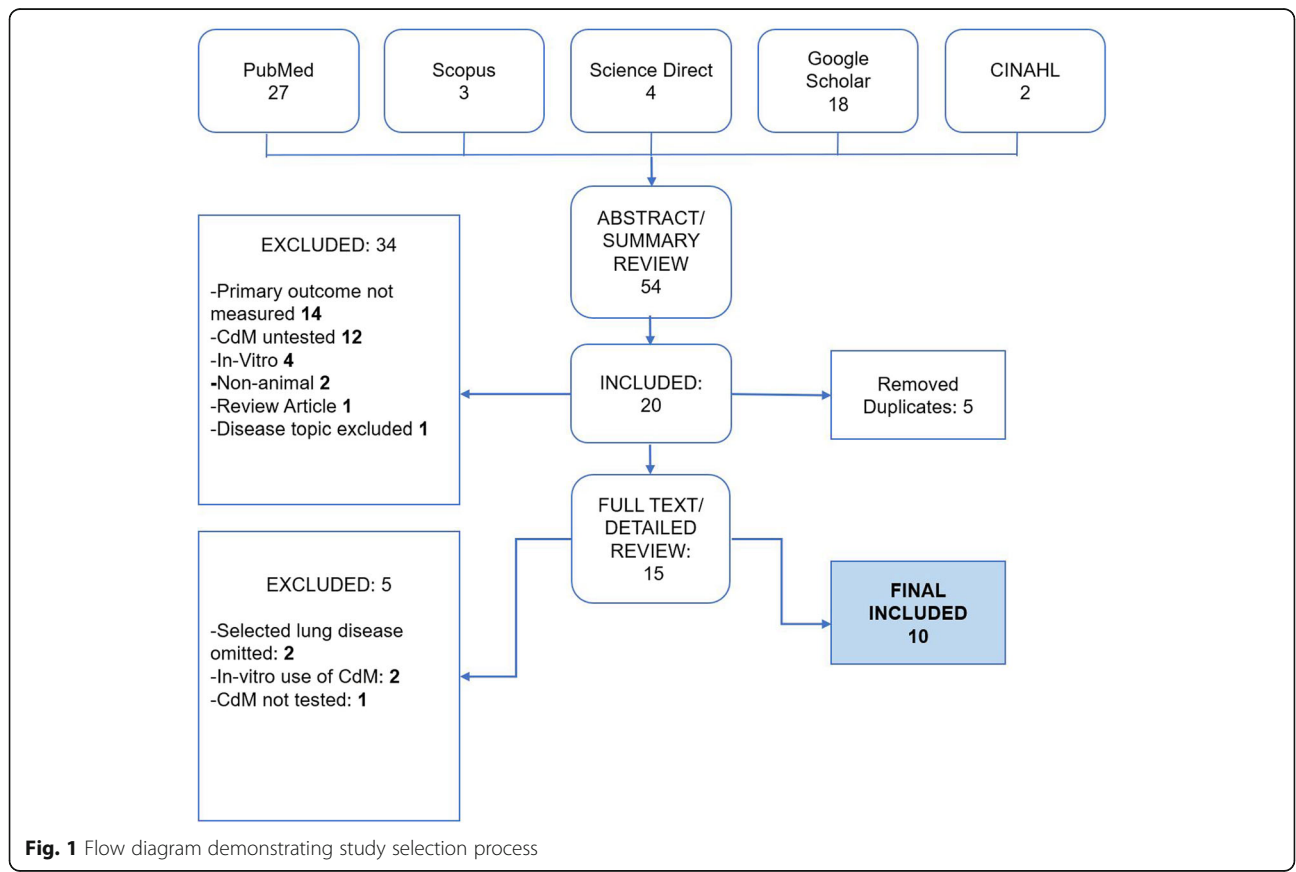 PubMed
27
Scopus
3
Science Direct
4
Google
Scholar
18
CINAHL
2
ABSTRACT/
SUMMARY
REVIEW
54
EXCLUDED: 34
-Primary outcome not
measured 14
-CdM untested 12
-In-Vitro 4
-Non-animal 2
-Review Article 1
-Disease topic excluded 1
INCLUDED:
20
Removed
Duplicates: 5
FULL TEXT/
DETAILED
REVIEW:
15
EXCLUDED: 5
-Selected lung disease
omitted: 2
-In-vitro use of CdM: 2
-CdM not tested: 1
FINAL
INCLUDED
10
Fig. 1 Flow diagram demonstrating study selection process